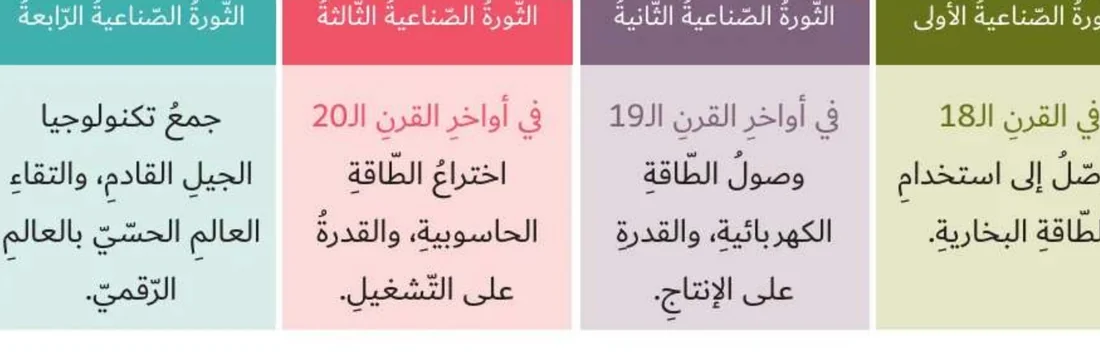 الصّناعيةُ الأولى
في القرنِ الـ18
إلى استخدامِ
البخاريةِ.
الثّورةُ الصّناعيةُ الثّانيةُ
في أواخرِ القرنِ الـ19
وصولُ الطّاقةِ
الكهربائيةِ، والقدرةِ
على الإنتاجِ.
الثّورةُ الصّناعيةُ الثّالثةُ
في أواخرِ القرنِ الـ20
اختراعُ الطّاقةِ
الحاسوبيةِ، والقدرةُ
على التّشغيلِ.
الثّورةُ الصّناعيةُ الرّابعةُ
جمعُ تكنولوجيا
الجيلِ القادمِ، والتقاءِ
العالمِ الحسّيّ بالعالمِ
الرّقميّ.